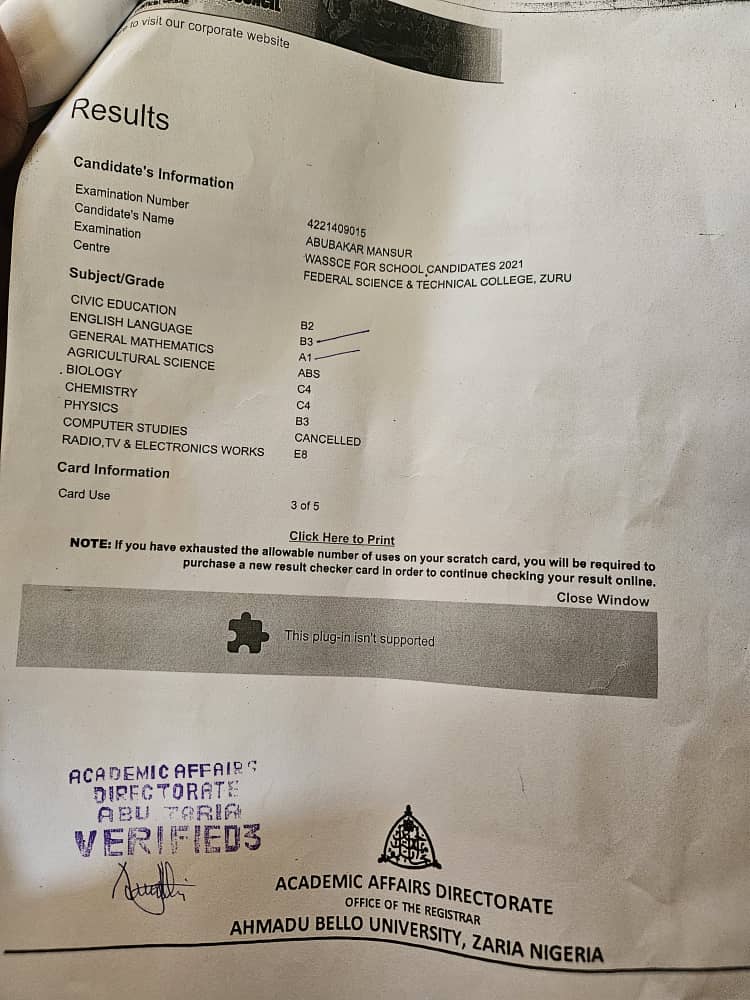 to visit our corporate website
Results
Candidate's Information
Examination Number 4221409015
Candidate's Name ABUBAKAR MANSUR
Examination WASSCE FOR SCHOOL CANDIDATES 2021
Centre FEDERAL SCIENCE & TECHNICAL COLLEGE, ZURU
Subject/Grade
CIVIC EDUCATION B2
ENGLISH LANGUAGE B3
GENERAL MATHEMATICS A1
AGRICULTURAL SCIENCE ABS
BIOLOGY C4
CHEMISTRY C4
PHYSICS B3
COMPUTER STUDIES CANCELLED
RADIO,TV & ELECTRONICS WORKS E8
Card Information
Card Use 3 of 5
Click Here to Print
NOTE: If you have exhausted the allowable number of uses on your scratch card, you will be required to
purchase a new result checker card in order to continue checking your result online.
Close Window
This plug-in isn't supported
ACADEMIC AFFAIRS
DIRECTORATE
ABU ZARIA
VERIFIED3
ACADEMIC AFFAIRS DIRECTORATE
OFFICE OF THE REGISTRAR
AHMADU BELLO UNIVERSITY, ZARIA NIGERIA